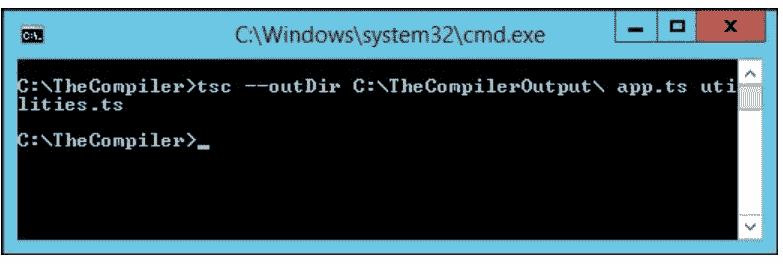 C:\Windows\system32\cmd.exe
C:\TheCompiler>tsc --outDir C:\TheCompilerOutput\ app.ts uti
lities.ts
C:\TheCompiler>_